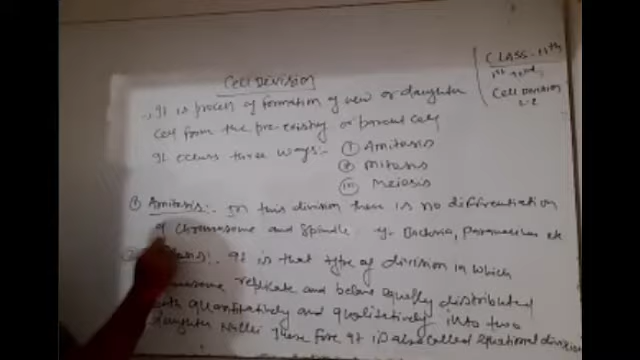 CLASS-11th
Cell Division
Cell Devision
It is process of formation of new or daughter
cell from the pre-existing or parent cell
It occurs three ways:- (i) Amitosis
(ii) Mitosis
(iii) Meiosis
(i) Amitosis:- In this division there is no differentiation
of chromosome and spindle. eg. Bacteria, Paramecium etc
It is that type of division in which
replicate and become equally distributed
quantitatively and qualitatively into two
daughter Nuclei There fore It is also called equational division